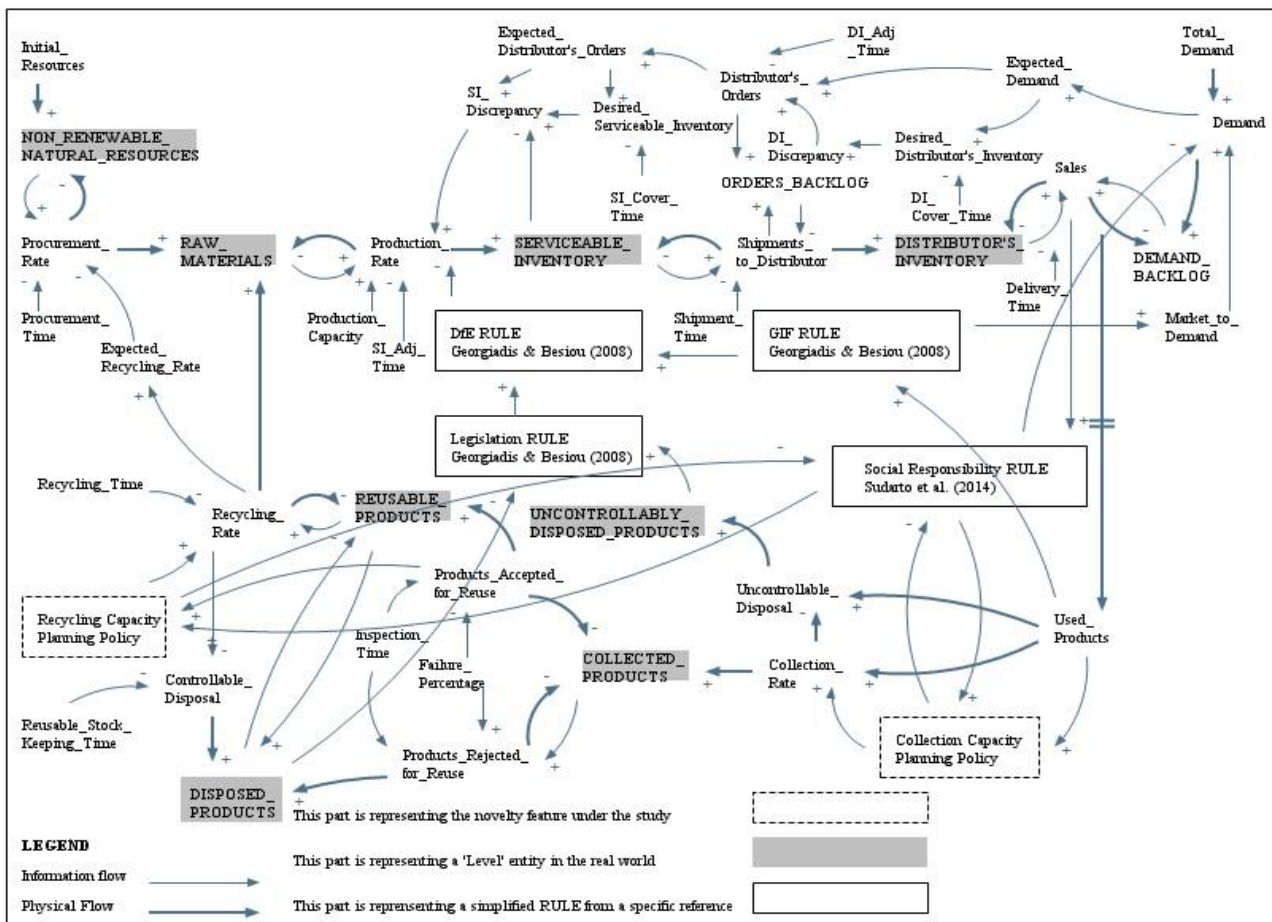 Initial_
Resources
Expected_
Distributor's_Orders
DI_Adj
_Time
Total_
Demand
SI_
Discrepancy
Desired_
Serviceable_Inventory
Distributor's_
Orders
Expected_
Demand
Demand
NON_RENEWABLE_
NATURAL_RESOURCES
DI_
Discrepancy
Desired_
Distributor's_Inventory
Sales
ORDERS_BACKLOG
SI_Cover_
Time
DI_
Cover_Time
Procurement_
Rate
RAW_
MATERIALS
Production_
Rate
SERVICEABLE_
INVENTORY
Shipments_
to_Distributor
DISTRIBUTOR'S_
INVENTORY
DEMAND_
BACKLOG
Delivery_
Time
Procurement_
Time
Expected_
Recycling_Rate
Production_
Capacity
SI_Adj_
Time
DfE RULE
Georgiadis & Besiou (2008)
Shipment_
Time
GIF RULE
Georgiadis & Besiou (2008)
Market_to_
Demand
Legislation RULE
Georgiadis & Besiou (2008)
Social Responsibility RULE
Sudarto et al. (2014)
Recycling_Time
Recycling_
Rate
REUSABLE_
PRODUCTS
UNCONTROLLABLY_
DISPOSED_PRODUCTS
Products_Accepted_
for_Reuse
Uncontrollable_
Disposal
Used_
Products
Recycling Capacity
Planning Policy
Inspection_
Time
Failure_
Percentage
COLLECTED_
PRODUCTS
Collection_
Rate
Controllable_
Disposal
Reusable_Stock_
Keeping_Time
Products_Rejected_
for_Reuse
Collection Capacity
Planning Policy
DISPOSED_
PRODUCTS
This part is representing the novelty feature under the study
LEGEND
This part is representing a 'Level' entity in the real world
Information flow
Physical Flow
This part is reprensenting a simplified RULE from a specific reference